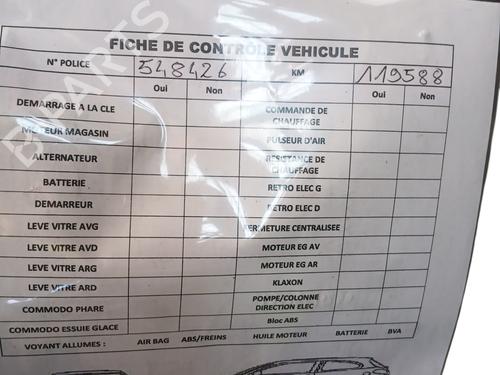 FICHE DE CONTRÔLE VEHICULE
N° POLICE 548426 KM 119588
Oui Non Oui Non
DEMARRAGE A LA CLE COMMANDE DE CHAUFFAGE
MOTEUR MAGASIN PULSEUR D'AIR
ALTERNATEUR RESISTANCE DE CHAUFFAGE
BATTERIE RETRO ELEC G
DEMARREUR RETRO ELEC D
LEVE VITRE AVG FERMETURE CENTRALISEE
LEVE VITRE AVD MOTEUR EG AV
LEVE VITRE ARG MOTEUR EG AR
LEVE VITRE ARD KLAXON
COMMODO PHARE POMPE/COLONNE DIRECTION ELEC
COMMODO ESSUIE GLACE Bloc ABS
VOYANT ALLUMES : AIR BAG ABS/FREINS HUILE MOTEUR BATTERIE BVA
B-PARTS